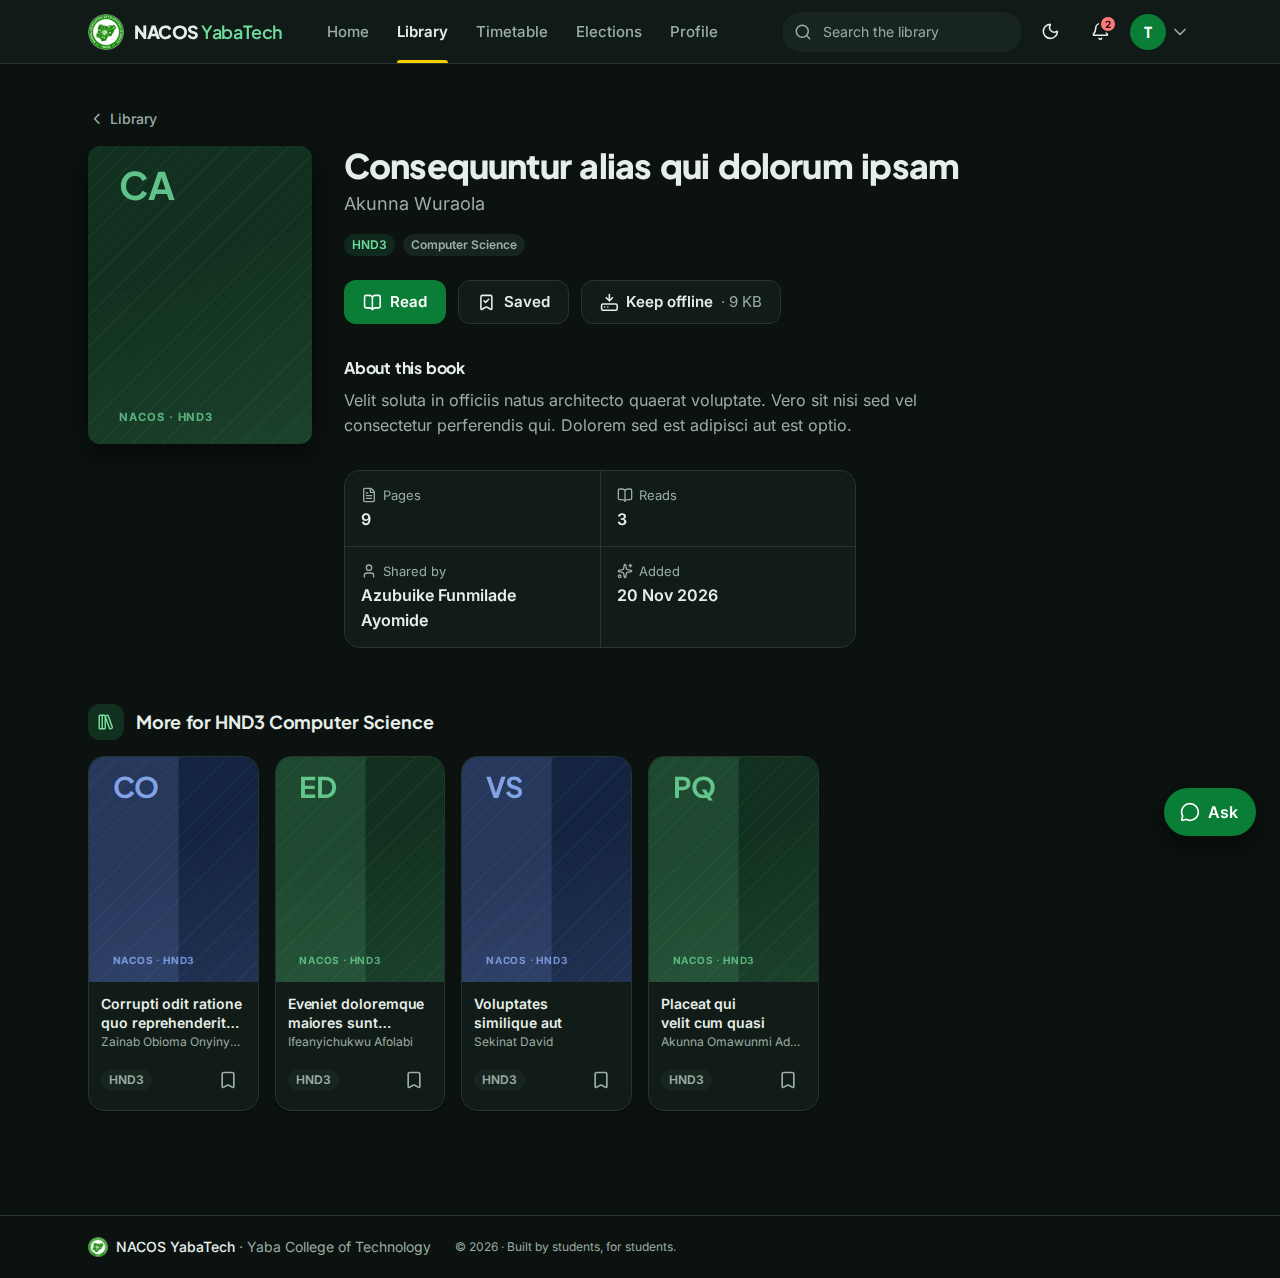 NACOS YabaTech
Home
Library
Timetable
Elections
Profile
Search the library
2
T
Library
CA
NACOS · HND3
Consequuntur alias qui dolorum ipsam
Akunna Wuraola
HND3
Computer Science
Read
Saved
Keep offline · 9 KB
About this book
Velit soluta in officiis natus architecto quaerat voluptate. Vero sit nisi sed vel
consectetur perferendis qui. Dolorem sed est adipisci aut est optio.
Pages
9
Reads
3
Shared by
Azubuike Funmilade
Ayomide
Added
20 Nov 2026
More for HND3 Computer Science
CO
NACOS · HND3
Corrupti odit ratione
quo reprehenderit...
Zainab Obioma Onyiny...
HND3
ED
NACOS · HND3
Eveniet doloremque
maiores sunt...
Ifeanyichukwu Afolabi
HND3
VS
NACOS · HND3
Voluptates
similique aut
Sekinat David
HND3
PQ
NACOS · HND3
Placeat qui
velit cum quasi
Akunna Omawunmi Ad...
HND3
Ask
NACOS YabaTech · Yaba College of Technology
© 2026 · Built by students, for students.